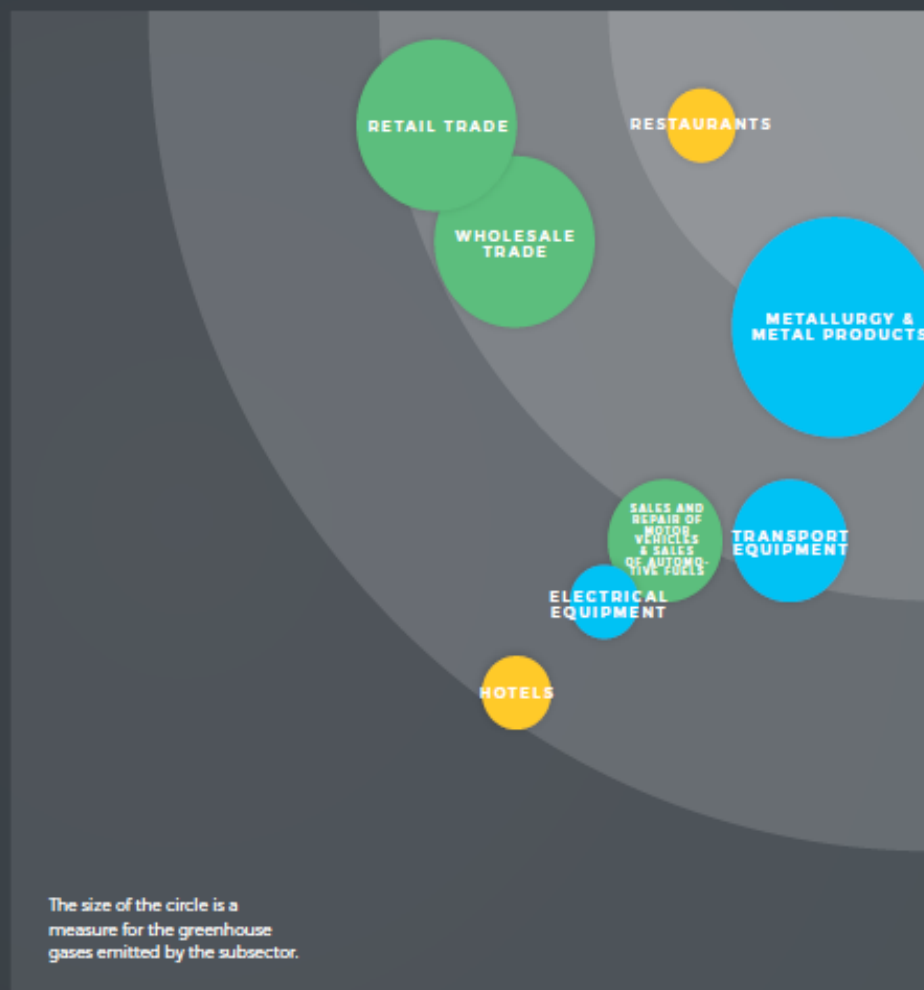 RETAIL TRADE
RESTAURANTS
WHOLESALE
TRADE
METALLURGY &
METAL PRODUCTS
SALES AND
REPAIR OF
MOTOR
VEHICLES
& SALES
OF AUTOMO-
TIVE FUELS
TRANSPORT
EQUIPMENT
ELECTRICAL
EQUIPMENT
HOTELS
The size of the circle is a
measure for the greenhouse
gases emitted by the subsector.